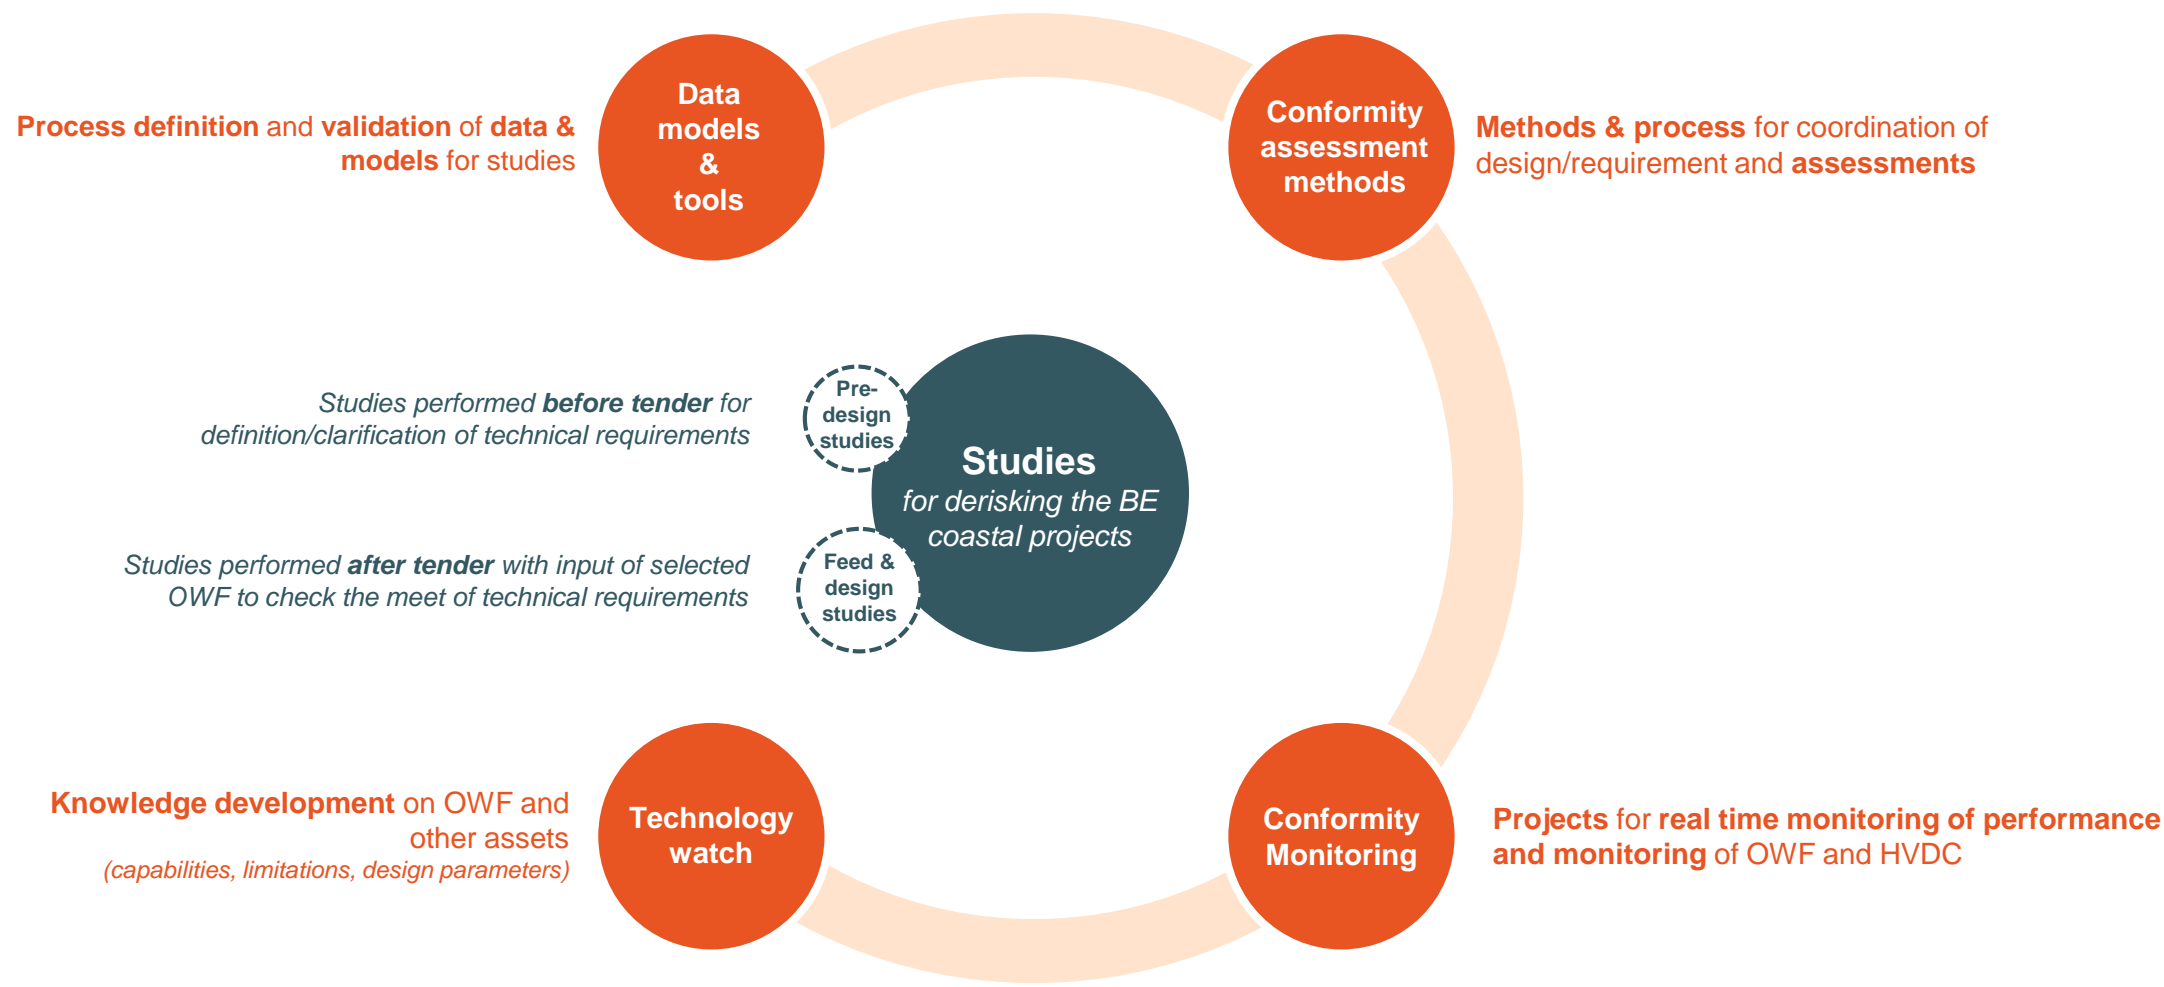 Process definition and validation of data &
models for studies
Data
models
&
tools
Conformity
assessment
methods
Methods & process for coordination of
design/requirement and assessments
Studies performed before tender for
definition/clarification of technical requirements
Pre-
design
studies
Studies
for derisking the BE
coastal projects
Studies performed after tender with input of selected
OWF to check the meet of technical requirements
Feed &
design
studies
Knowledge development on OWF and
other assets
(capabilities, limitations, design parameters)
Technology
watch
Conformity
Monitoring
Projects for real time monitoring of performance
and monitoring of OWF and HVDC